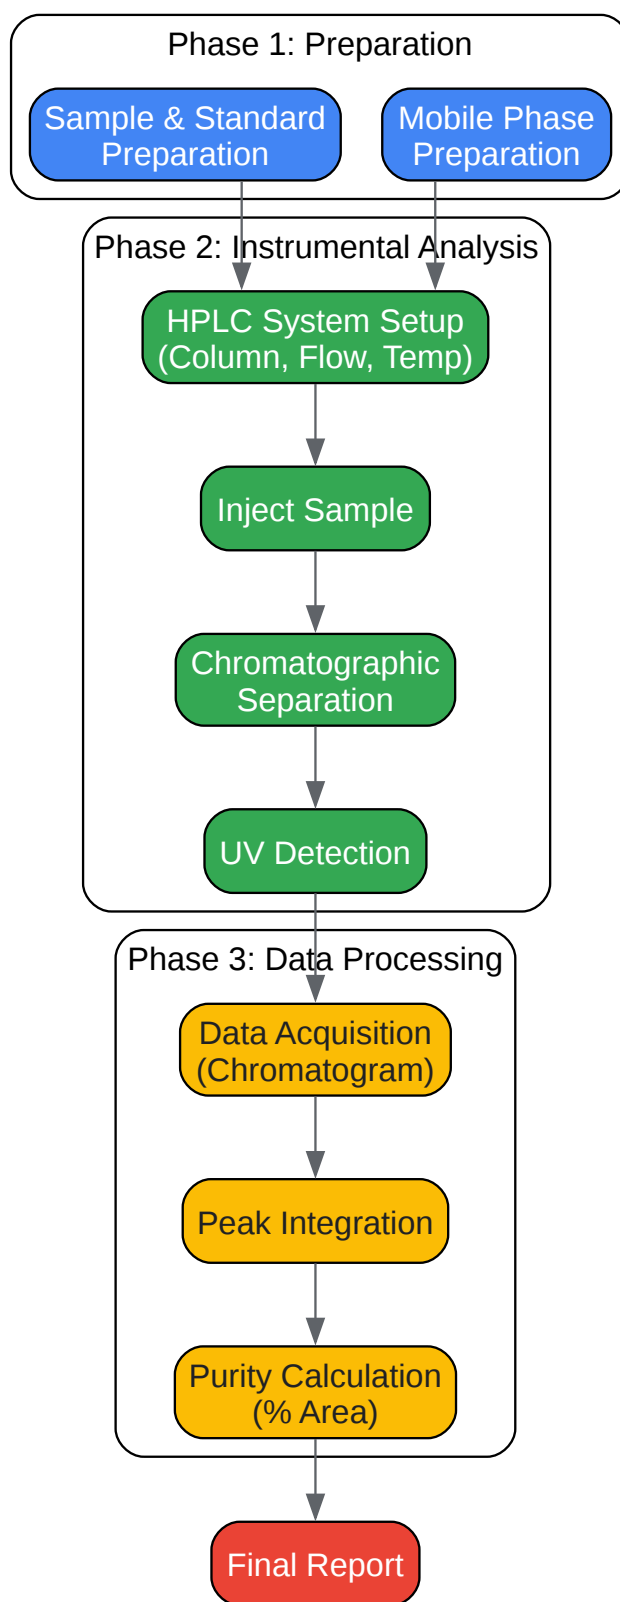 Phase 1: Preparation
Sample & Standard
Preparation
Mobile Phase
Preparation
Phase 2: Instrumental Analysis
HPLC System Setup
(Column, Flow, Temp)
Inject Sample
Chromatographic
Separation
UV Detection
Phase 3: Data Processing
Data Acquisition
(Chromatogram)
Peak Integration
Purity Calculation
(% Area)
Final Report